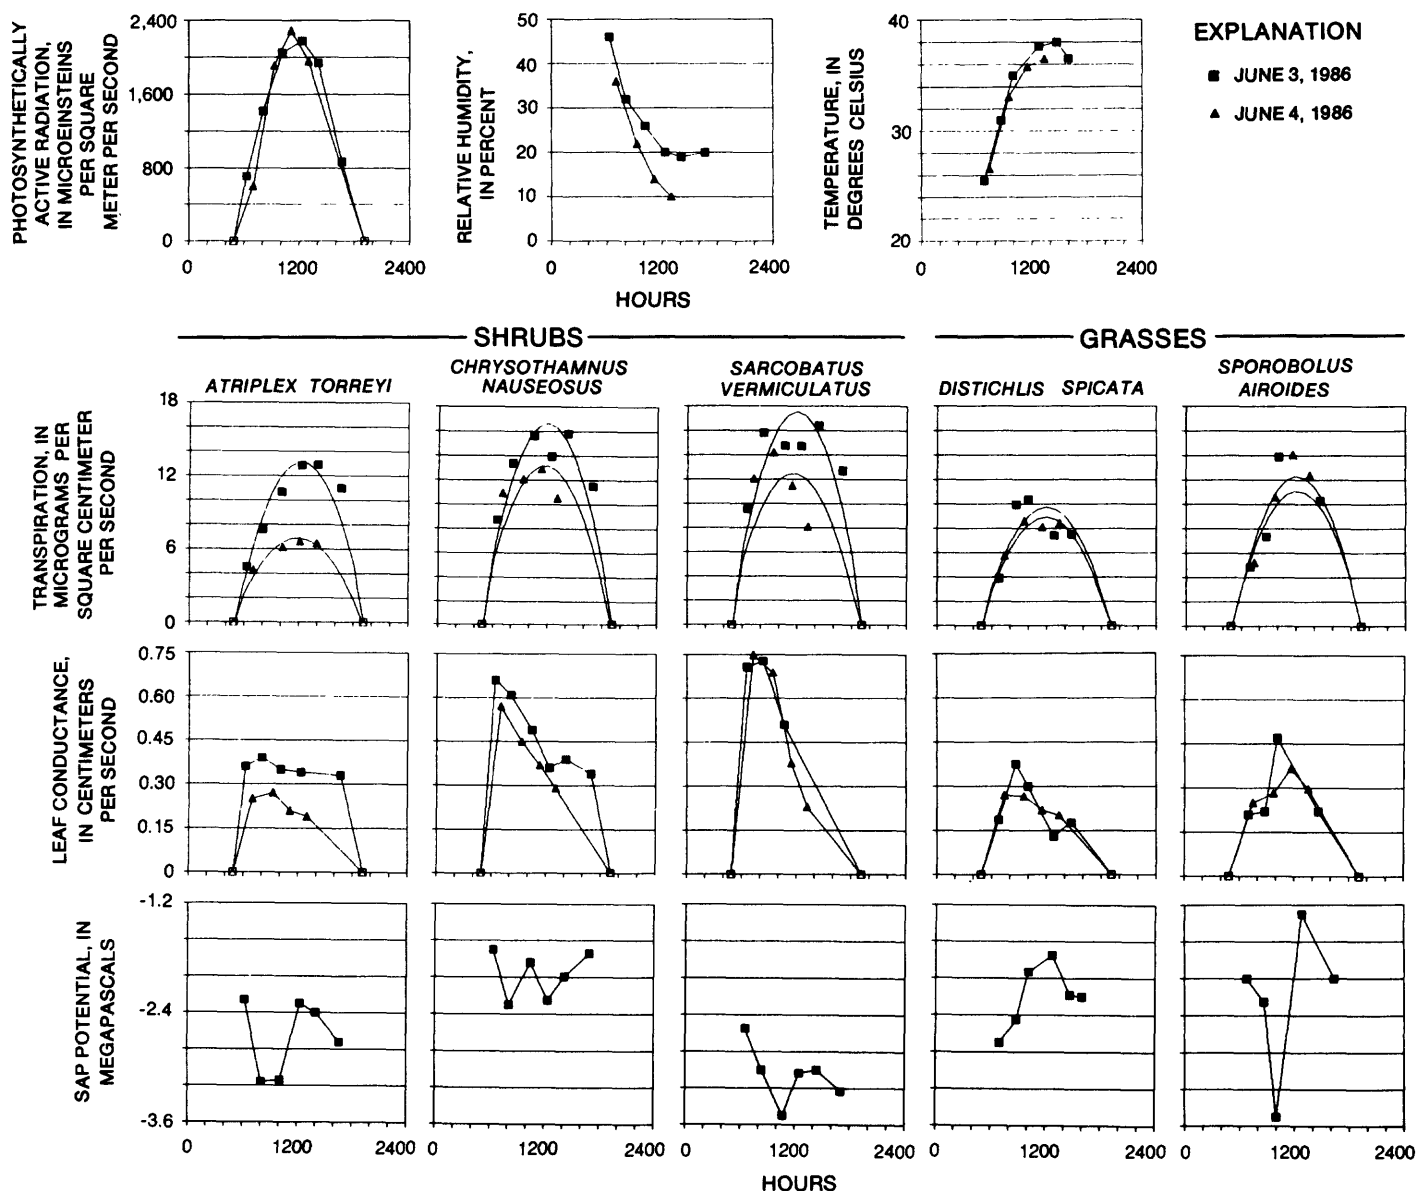 PHOTOSYNTHETICALLY
ACTIVE RADIATION,
IN MICROEINSTEINS
PER
SQUARE
METER PER SECOND
2,400
1,600
800
0
0
1200
2400
RELATIVE HUMIDITY,
IN PERCENT
50
40
30
20
10
0
0
1200
2400
HOURS
TEMPERATURE, IN
DEGREES CELSIUS
40
30
20
0
1200
2400
EXPLANATION
JUNE 3, 1986
JUNE 4, 1986
SHRUBS
GRASSES
ATRIPLEX TORREYI
CHRYSOTHAMNUS
NAUSEOSUS
SARCOBATUS
VERMICULATUS
DISTICHLIS SPICATA
SPOROBOLUS
AIROIDES
TRANSPIRATION, IN
MICROGRAMS PER
SQUARE CENTIMETER
PER SECOND
18
12
6
0
LEAF CONDUCTANCE,
IN CENTIMETERS
PER SECOND
0.75
0.60
0.45
0.30
0.15
0
SAP POTENTIAL, IN
MEGAPASCALS
-1.2
-2.4
-3.6
0
1200
2400
0
1200
2400
0
1200
2400
0
1200
2400
0
1200
2400
HOURS